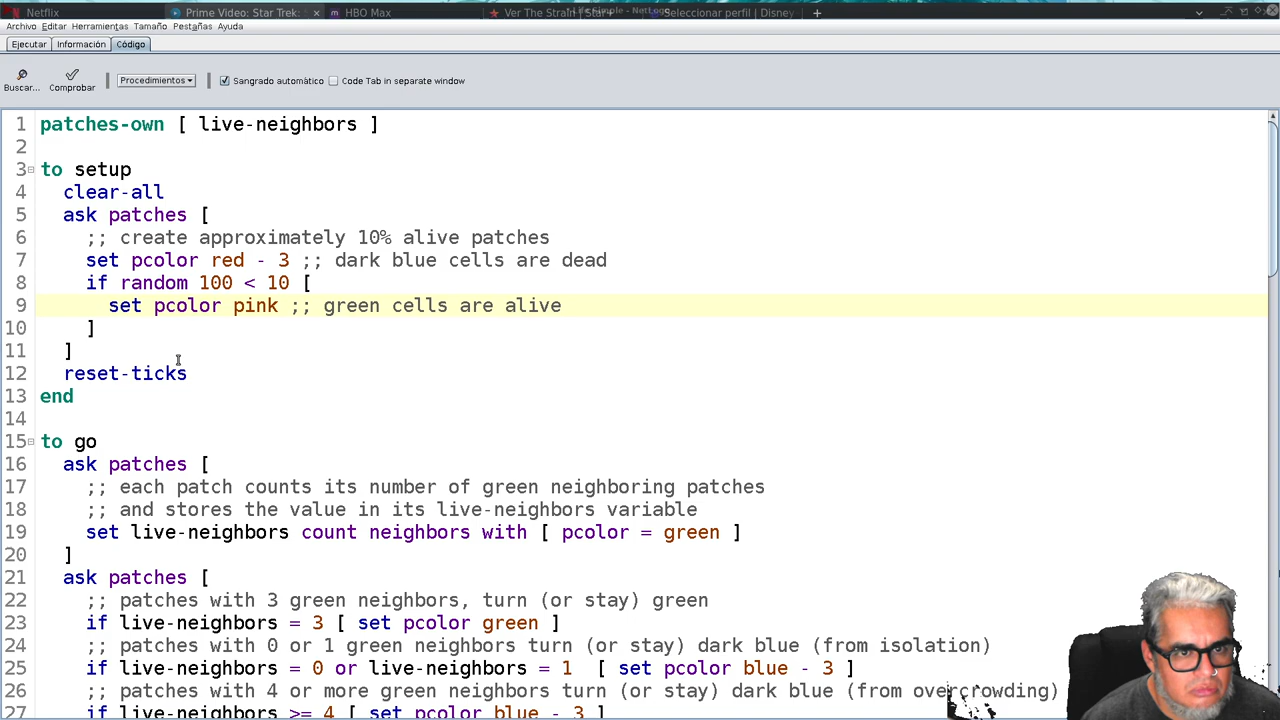 Netflix
Prime Video: Star Trek:
HBO Max
Ver The Strain | Star+
Seleccionar perfil | Disney
Archivo Editar Herramientas Tamaño Pestañas Ayuda
Ejecutar Información Código
Buscar... Comprobar Procedimientos Sangrado automático Code Tab in separate window
1 patches-own [ live-neighbors ]
2
3 to setup
4 clear-all
5 ask patches [
6 ;; create approximately 10% alive patches
7 set pcolor red - 3 ;; dark blue cells are dead
8 if random 100 < 10 [
9 set pcolor pink ;; green cells are alive
10 ]
11 ]
12 reset-ticks
13 end
14
15 to go
16 ask patches [
17 ;; each patch counts its number of green neighboring patches
18 ;; and stores the value in its live-neighbors variable
19 set live-neighbors count neighbors with [ pcolor = green ]
20 ]
21 ask patches [
22 ;; patches with 3 green neighbors, turn (or stay) green
23 if live-neighbors = 3 [ set pcolor green ]
24 ;; patches with 0 or 1 green neighbors turn (or stay) dark blue (from isolation)
25 if live-neighbors = 0 or live-neighbors = 1 [ set pcolor blue - 3 ]
26 ;; patches with 4 or more green neighbors turn (or stay) dark blue (from overcrowding)
27 if live-neighbors >= 4 [ set pcolor blue - 3 ]